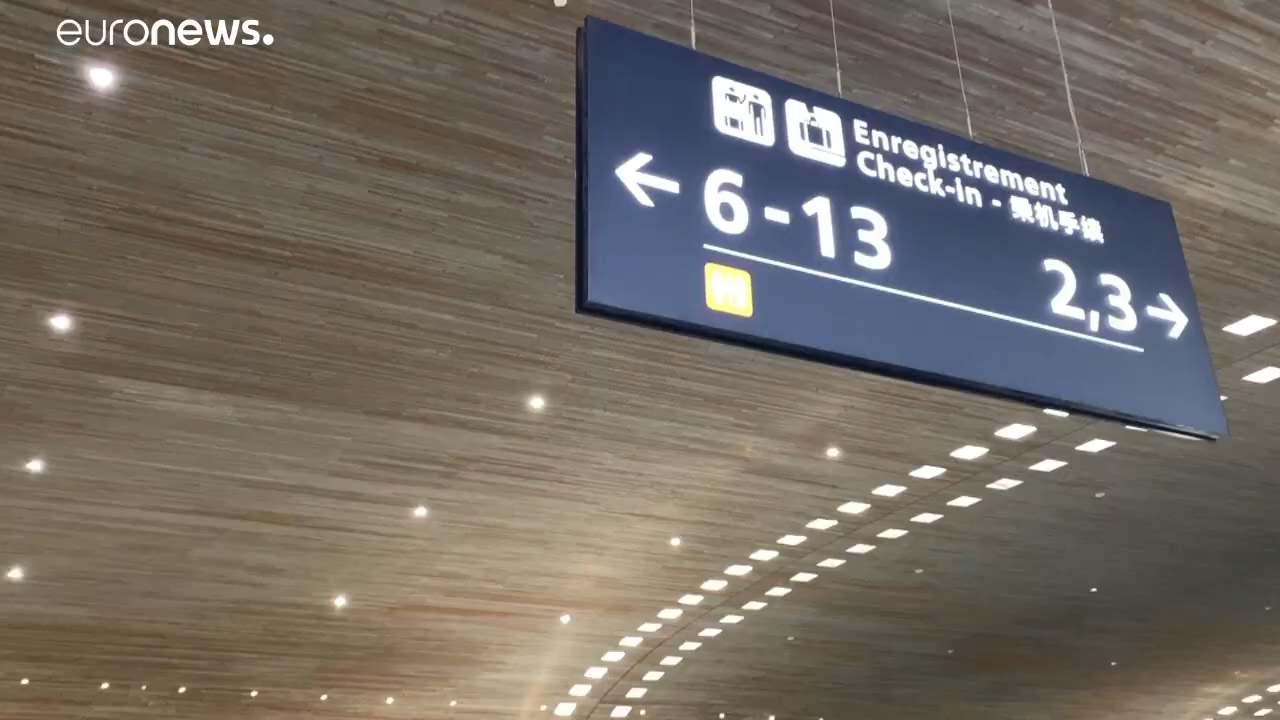 euronews.
Enregistrement
Check-in - 乘机手续
6-13
2,3